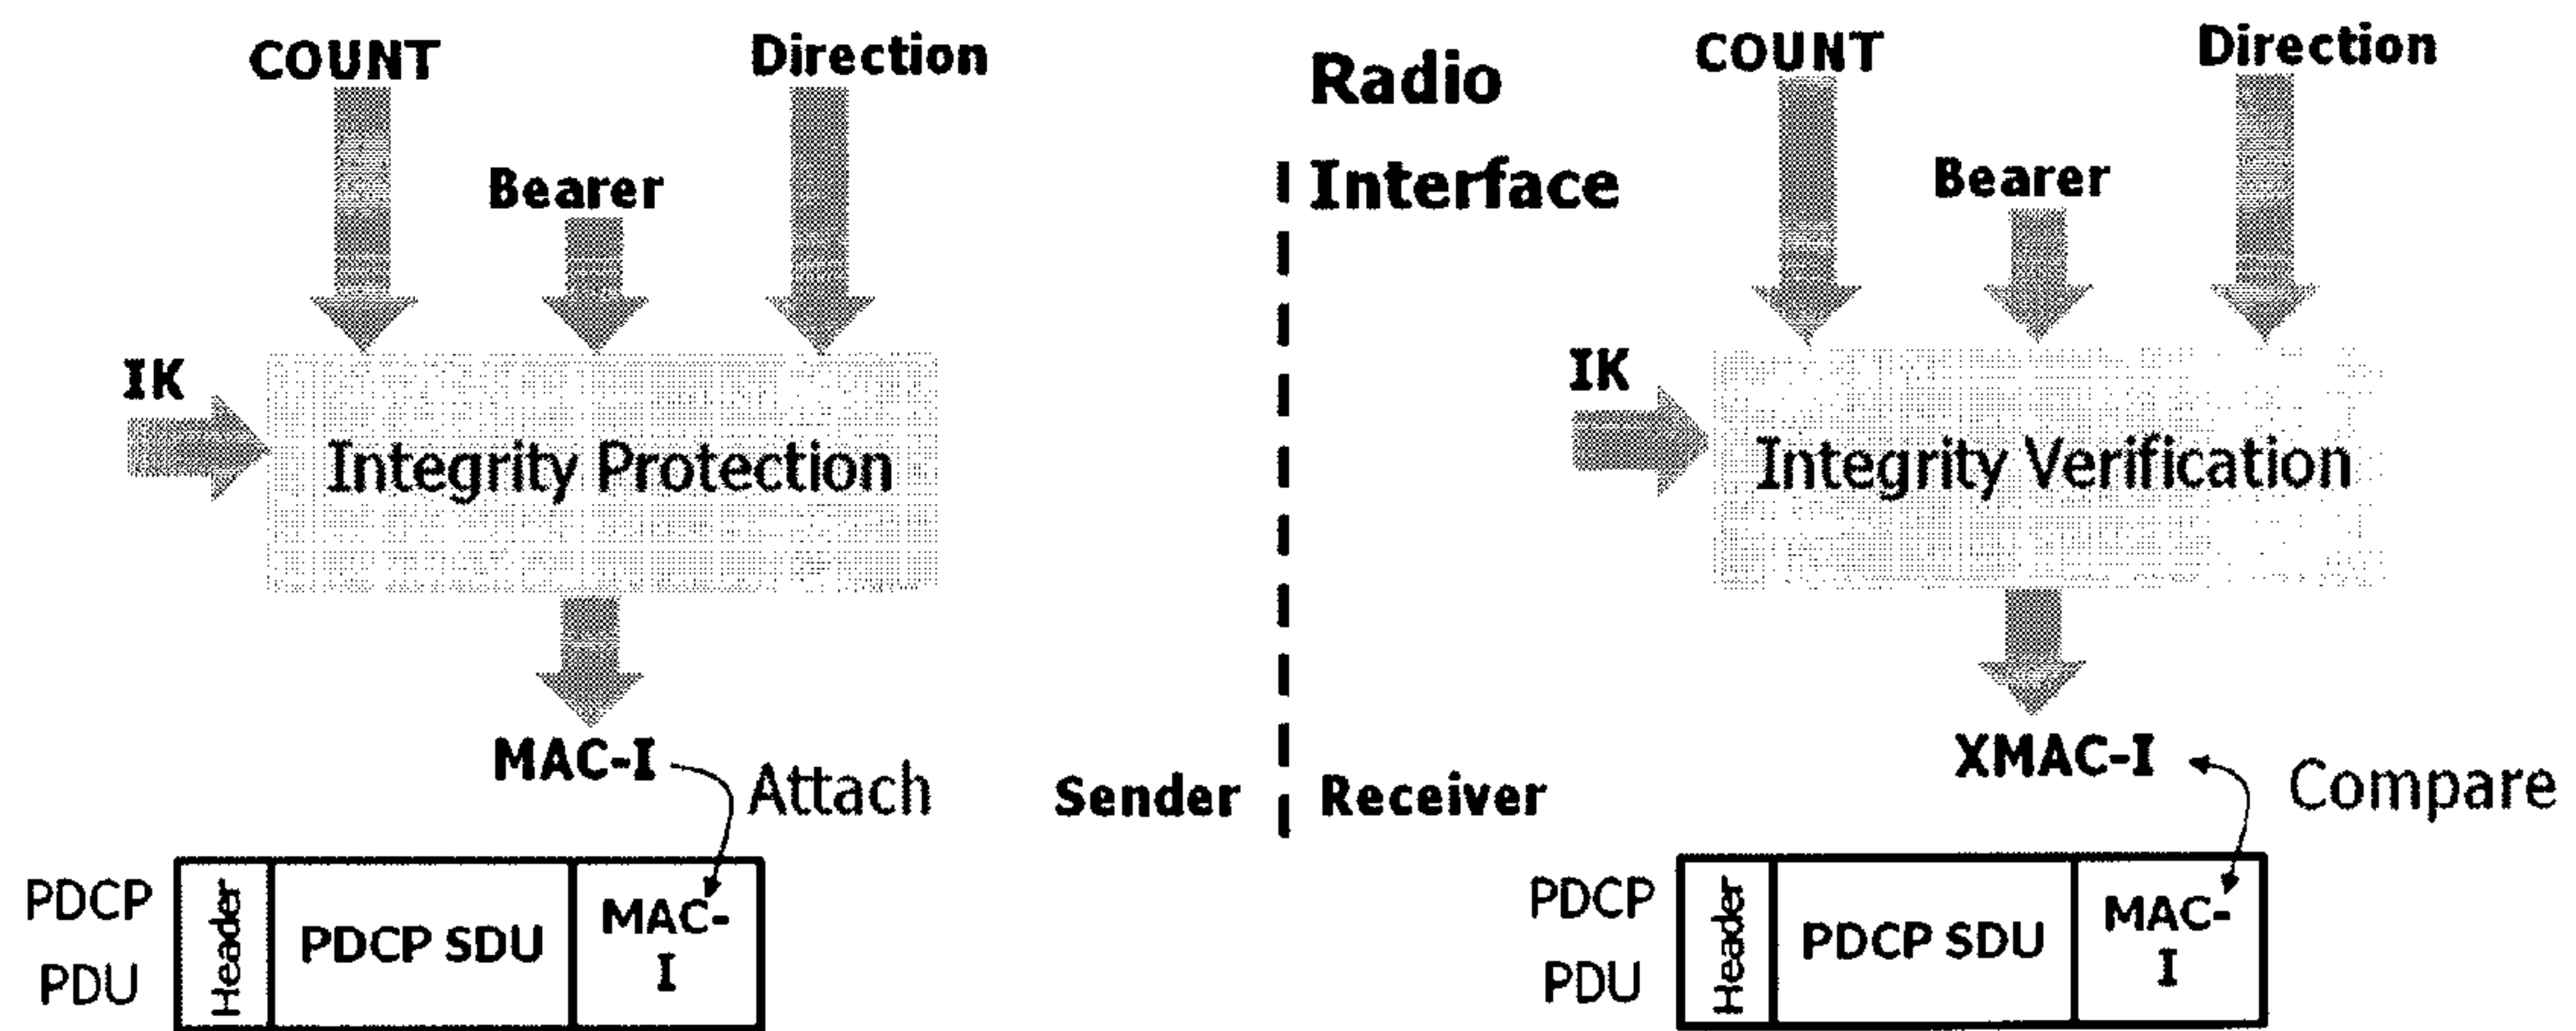 COUNT
Direction
Bearer
IK
Integrity Protection
MAC-I
Attach
Sender
PDCP
PDU
Header
PDCP SDU
MAC-
I
Radio
Interface
COUNT
Direction
Bearer
IK
Integrity Verification
XMAC-I
Compare
Receiver
PDCP
PDU
Header
PDCP SDU
MAC-
I